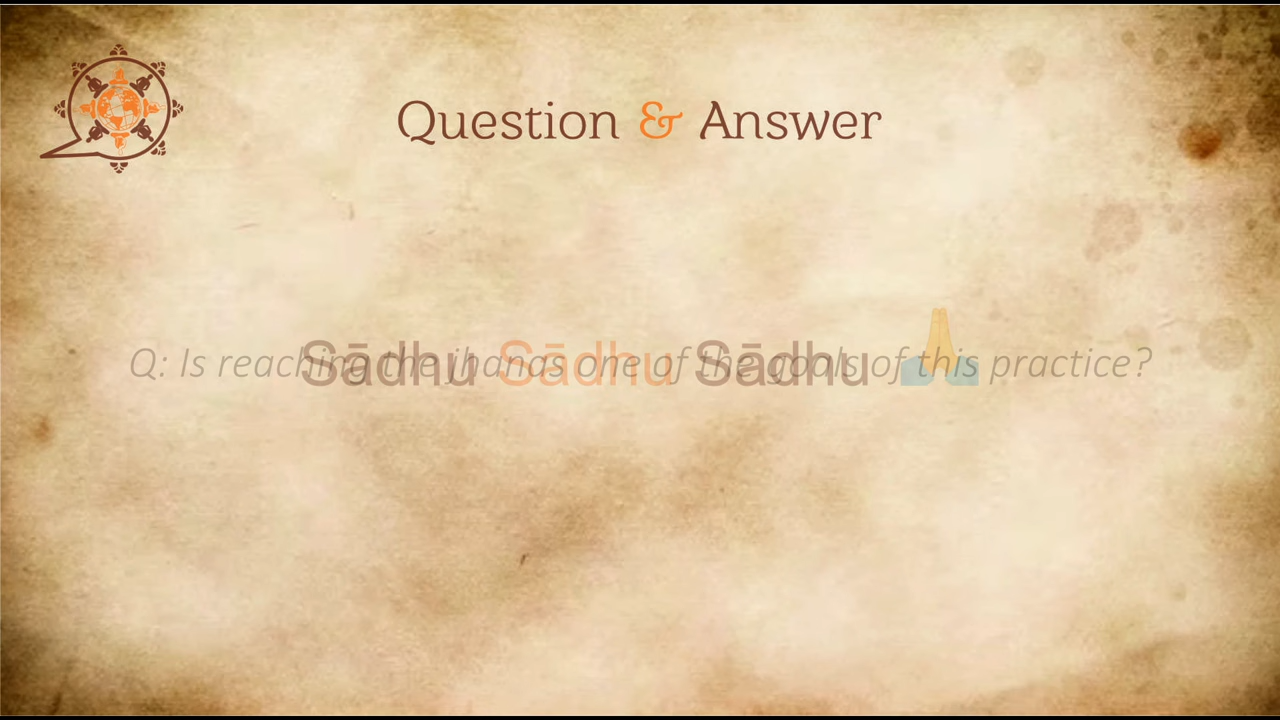 Question & Answer
Q: Is reaching the jhanas one of the goals of this practice?
Sādhu Sādhu Sādhu 🙏